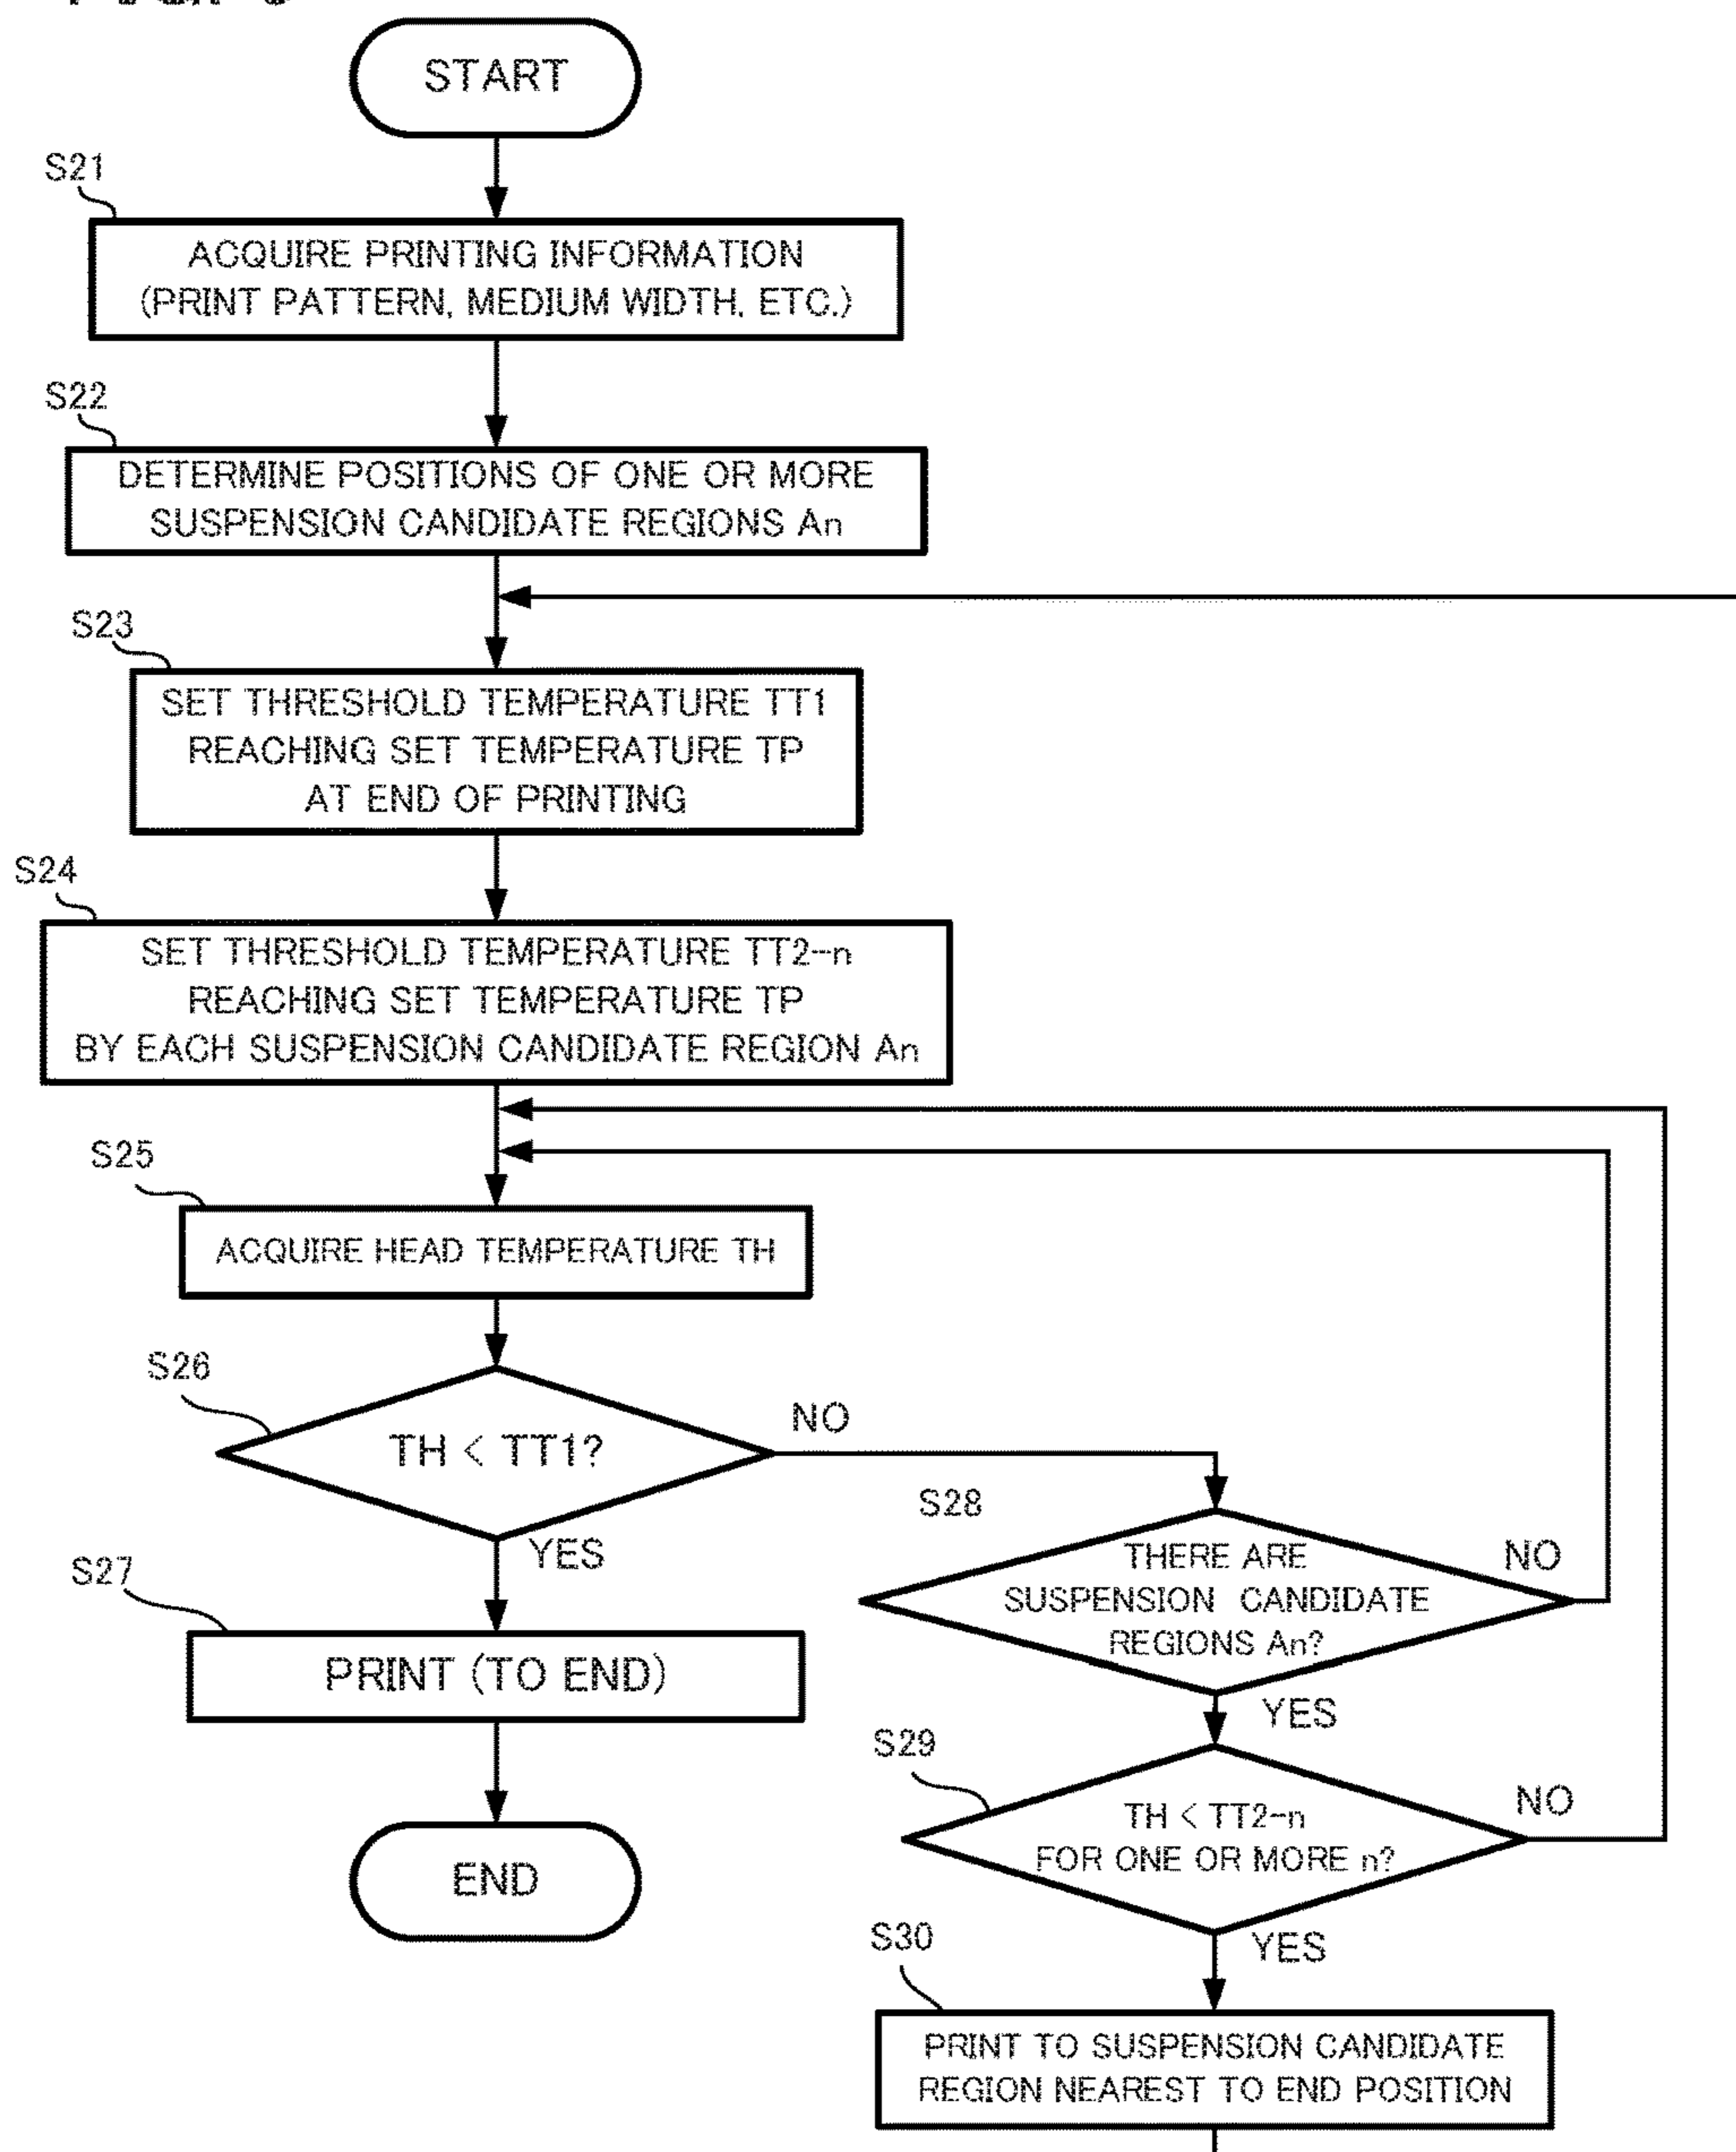 START
S21
ACQUIRE PRINTING INFORMATION
(PRINT PATTERN, MEDIUM WIDTH, ETC.)
S22
DETERMINE POSITIONS OF ONE OR MORE
SUSPENSION CANDIDATE REGIONS An
S23
SET THRESHOLD TEMPERATURE TT1
REACHING SET TEMPERATURE TP
AT END OF PRINTING
S24
SET THRESHOLD TEMPERATURE TT2-n
REACHING SET TEMPERATURE TP
BY EACH SUSPENSION CANDIDATE REGION An
S25
ACQUIRE HEAD TEMPERATURE TH
S26
TH < TT1?
NO
YES
S27
PRINT (TO END)
END
S28
THERE ARE
SUSPENSION CANDIDATE
REGIONS An?
NO
YES
S29
TH < TT2-n
FOR ONE OR MORE n?
NO
YES
S30
PRINT TO SUSPENSION CANDIDATE
REGION NEAREST TO END POSITION